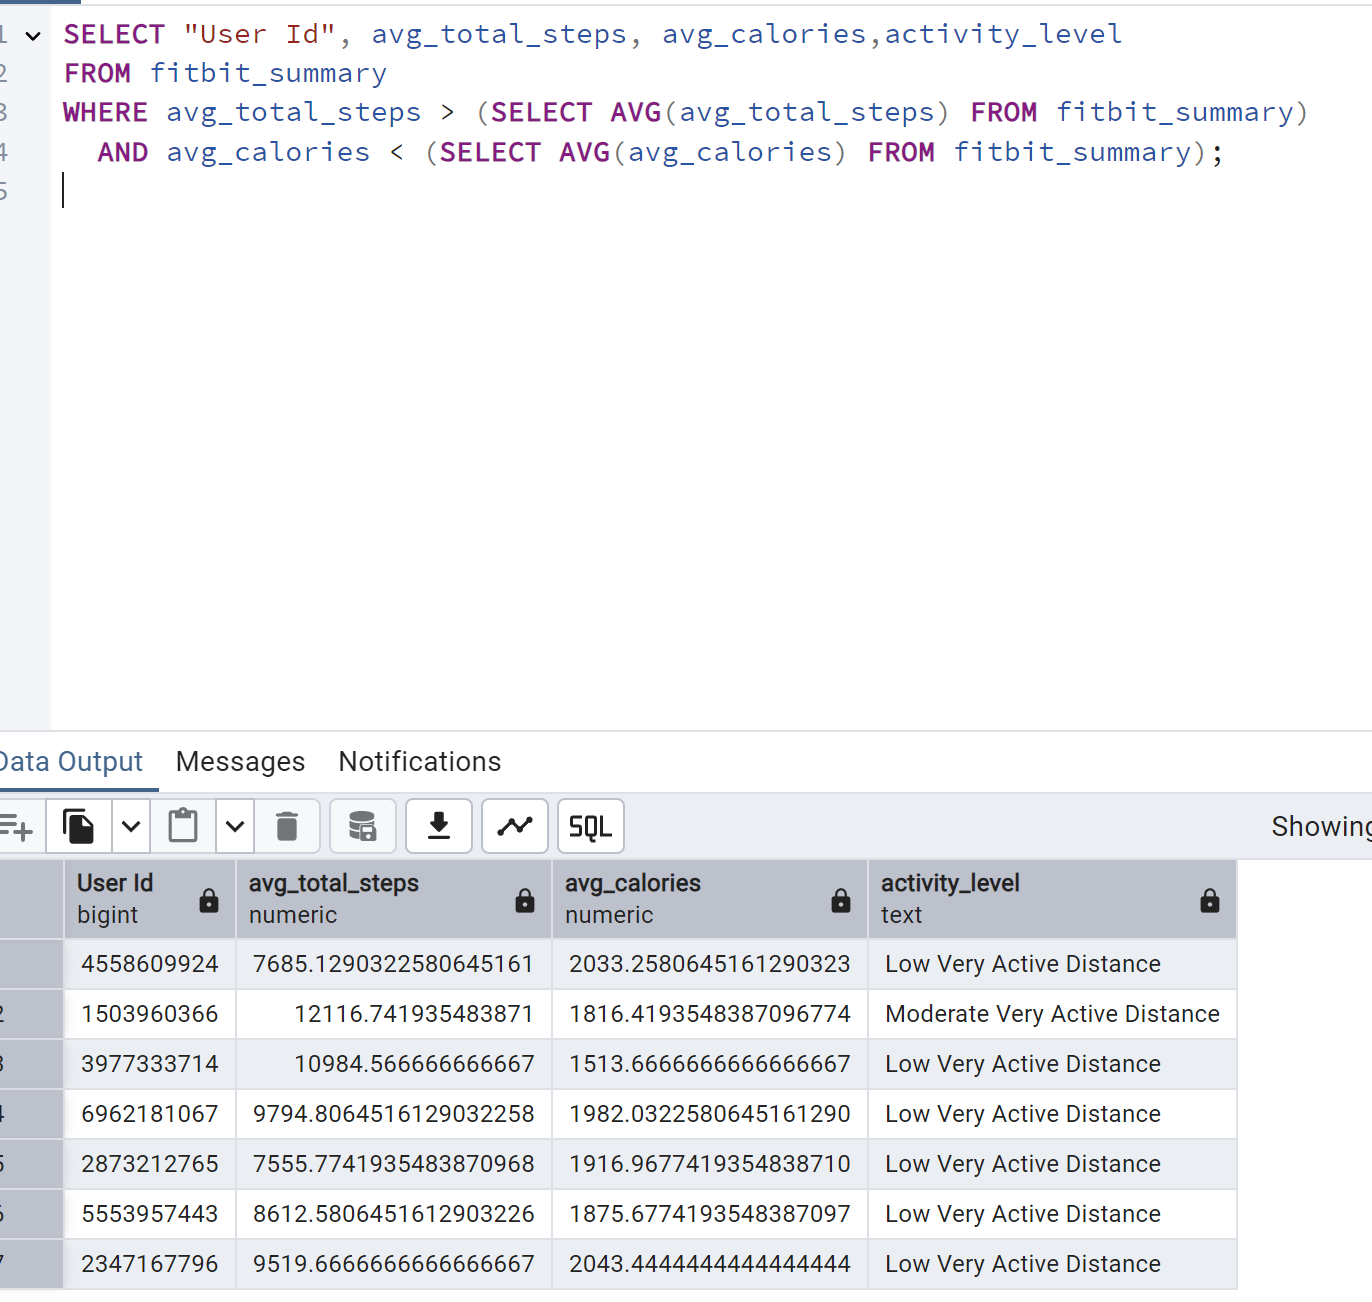 1 SELECT "User Id", avg_total_steps, avg_calories,activity_level
2 FROM fitbit_summary
3 WHERE avg_total_steps > (SELECT AVG(avg_total_steps) FROM fitbit_summary)
4 AND avg_calories < (SELECT AVG(avg_calories) FROM fitbit_summary);
5
Data Output Messages Notifications
SQL Showing
User Id avg_total_steps avg_calories activity_level
bigint numeric numeric text
4558609924 7685.1290322580645161 2033.2580645161290323 Low Very Active Distance
2 1503960366 12116.741935483871 1816.4193548387096774 Moderate Very Active Distance
3 3977333714 10984.566666666667 1513.6666666666666667 Low Very Active Distance
4 6962181067 9794.8064516129032258 1982.0322580645161290 Low Very Active Distance
5 2873212765 7555.7741935483870968 1916.9677419354838710 Low Very Active Distance
6 5553957443 8612.5806451612903226 1875.6774193548387097 Low Very Active Distance
7 2347167796 9519.6666666666666667 2043.4444444444444444 Low Very Active Distance